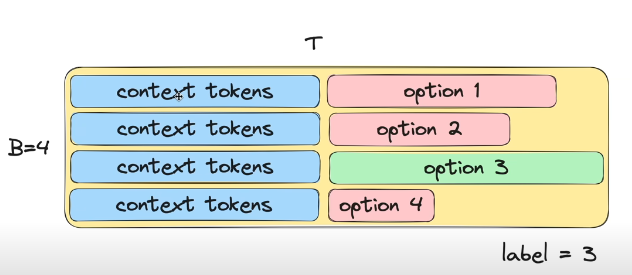 T
context tokens option 1
context tokens option 2
B=4
context tokens option 3
context tokens option 4
label = 3